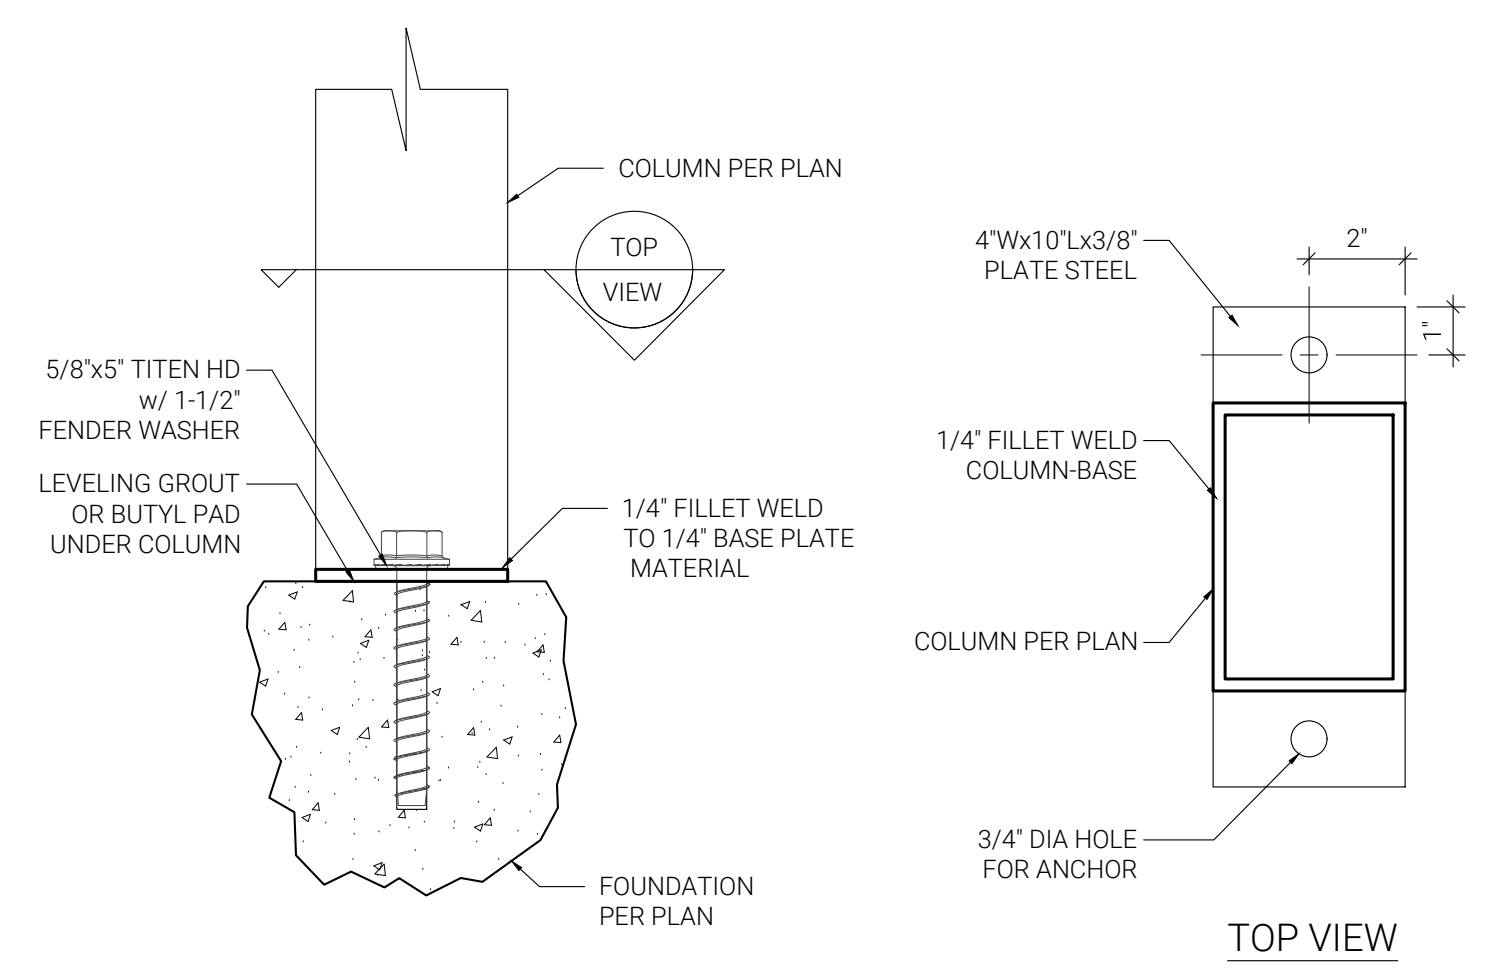 COLUMN PER PLAN
TOP
VIEW
5/8"x5" TITEN HD
w/ 1-1/2"
FENDER WASHER
LEVELING GROUT
OR BUTYL PAD
UNDER COLUMN
1/4" FILLET WELD
TO 1/4" BASE PLATE
MATERIAL
FOUNDATION
PER PLAN
4"Wx10"Lx3/8"
PLATE STEEL
2"
1"
1/4" FILLET WELD
COLUMN-BASE
COLUMN PER PLAN
3/4" DIA HOLE
FOR ANCHOR
TOP VIEW